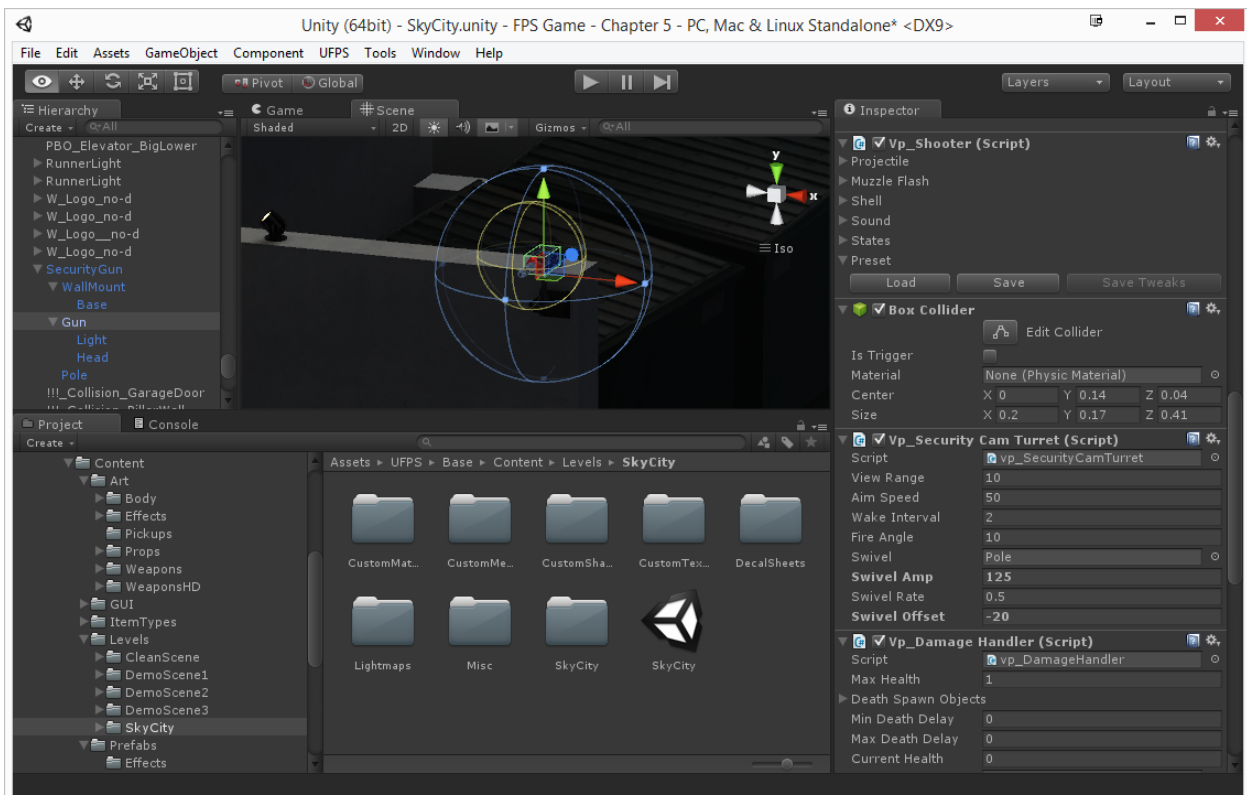 Unity (64bit) - SkyCity.unity - FPS Game - Chapter 5 - PC, Mac & Linux Standalone* <DX9>
File Edit Assets GameObject Component UFPS Tools Window Help
Pivot Global Layers Layout
Hierarchy
Create All
PBO_Elevator_BigLower
RunnerLight
RunnerLight
W_Logo_no-d
W_Logo_no-d
W_Logo__no-d
W_Logo_no-d
SecurityGun
WallMount
Base
Gun
Light
Head
Pole
!!!_Collision_GarageDoor
Game Scene
Shaded 2D Gizmos All
y
x
Iso
Project Console
Create
Content
Art
Body
Effects
Pickups
Props
Weapons
WeaponsHD
GUI
ItemTypes
Levels
CleanScene
DemoScene1
DemoScene2
DemoScene3
SkyCity
Prefabs
Effects
Assets UFPS Base Content Levels SkyCity
CustomMat... CustomMe... CustomSha... CustomTex... DecalSheets
Lightmaps Misc SkyCity SkyCity
Inspector
Vp_Shooter (Script)
Projectile
Muzzle Flash
Shell
Sound
States
Preset
Load Save Save Tweaks
Box Collider
Edit Collider
Is Trigger
Material None (Physic Material)
Center X 0 Y 0.14 Z 0.04
Size X 0.2 Y 0.17 Z 0.41
Vp_Security Cam Turret (Script)
Script vp_SecurityCamTurret
View Range 10
Aim Speed 50
Wake Interval 2
Fire Angle 10
Swivel Pole
Swivel Amp 125
Swivel Rate 0.5
Swivel Offset -20
Vp_Damage Handler (Script)
Script vp_DamageHandler
Max Health 1
Death Spawn Objects
Min Death Delay 0
Max Death Delay 0
Current Health 0